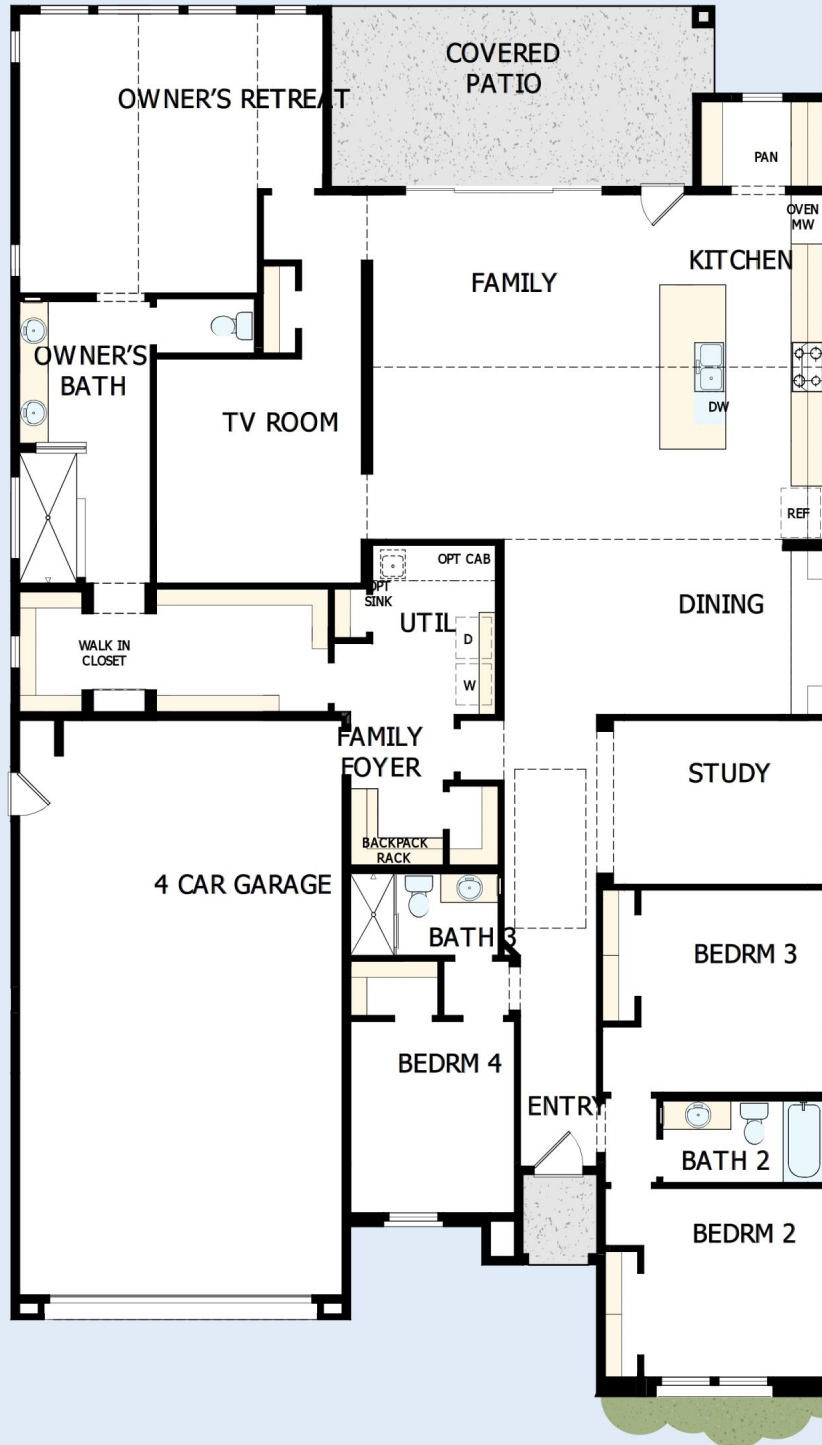 COVERED
PATIO
OWNER'S RETREAT
PAN
OVEN
MW
KITCHEN
FAMILY
OWNER'S
BATH
TV ROOM
DW
REF
OPT CAB
OPT
SINK
UTIL
D
W
DINING
WALK IN
CLOSET
FAMILY
FOYER
STUDY
BACKPACK
RACK
4 CAR GARAGE
BATH 3
BEDRM 3
BEDRM 4
ENTRY
BATH 2
BEDRM 2